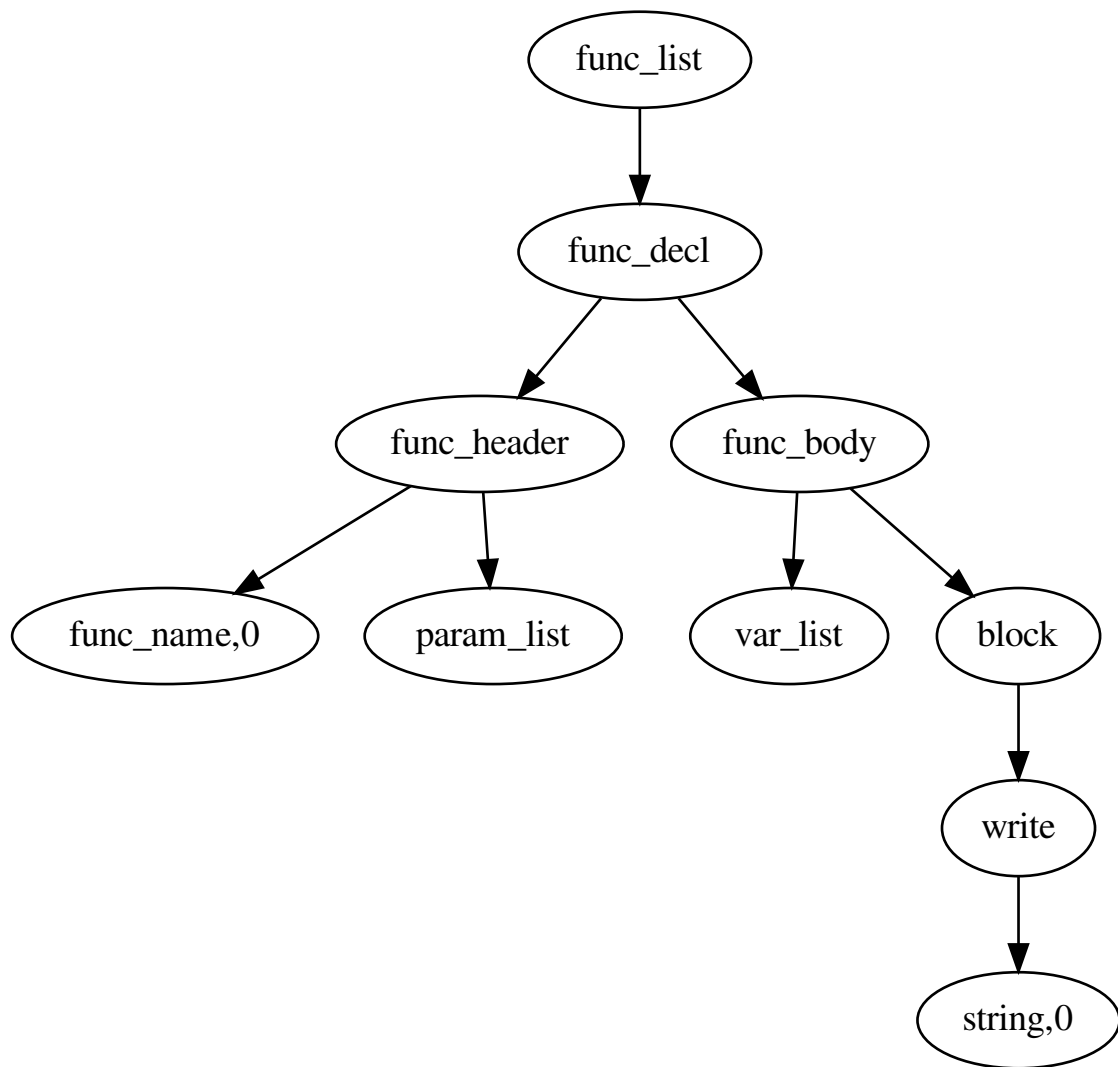 func_list
func_decl
func_header
func_body
func_name,0
param_list
var_list
block
write
string,0